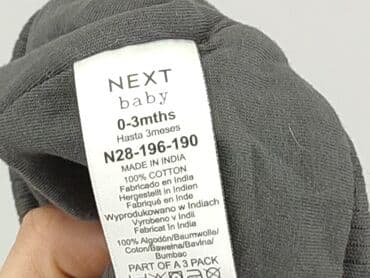 NEXT
baby
0-3mths
Hasta 3meses
N28-196-190
MADE IN INDIA
100% COTTON
Fabricado en India
Hergestellt in Indien
Fabriqué en Inde
Wyprodukowano w Indiach
Vyrobeno v Indii
Fabricat în India
100% Algodón/Baumwolle/
Coton/Bawełna/Bavlna/
Bumbac
PART OF A 3 PACK